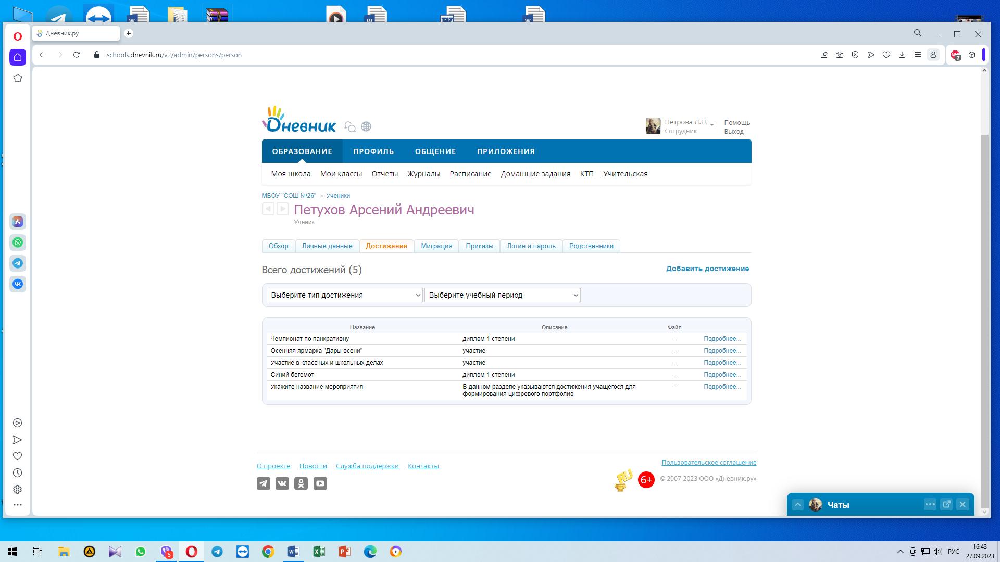 Дневник.ру
schools.dnevnik.ru/v2/admin/persons/person
7
Dневник
Петрова Л.Н.
Сотрудник
Помощь
Выход
ОБРАЗОВАНИЕ ПРОФИЛЬ ОБЩЕНИЕ ПРИЛОЖЕНИЯ
Моя школа Мои классы Отчеты Журналы Расписание Домашние задания КТП Учительская
МБОУ "СОШ №26" > Ученики
Петухов Арсений Андреевич
Ученик
Обзор Личные данные Достижения Миграция Приказы Логин и пароль Родственники
Всего достижений (5) Добавить достижение
Выберите тип достижения Выберите учебный период
Название Описание Файл
Чемпионат по панкратиону диплом 1 степени - Подробнее...
Осенняя ярмарка "Дары осени" участие - Подробнее...
Участие в классных и школьных делах участие - Подробнее...
Синий бегемот диплом 1 степени - Подробнее...
Укажите название мероприятия В данном разделе указываются достижения учащегося для - Подробнее...
формирования цифрового портфолио
О проекте Новости Служба поддержки Контакты
Пользовательское соглашение
RU 6+ © 2007-2023 ООО «Дневник.ру»
Чаты
5
РУС
16:43
27.09.2023